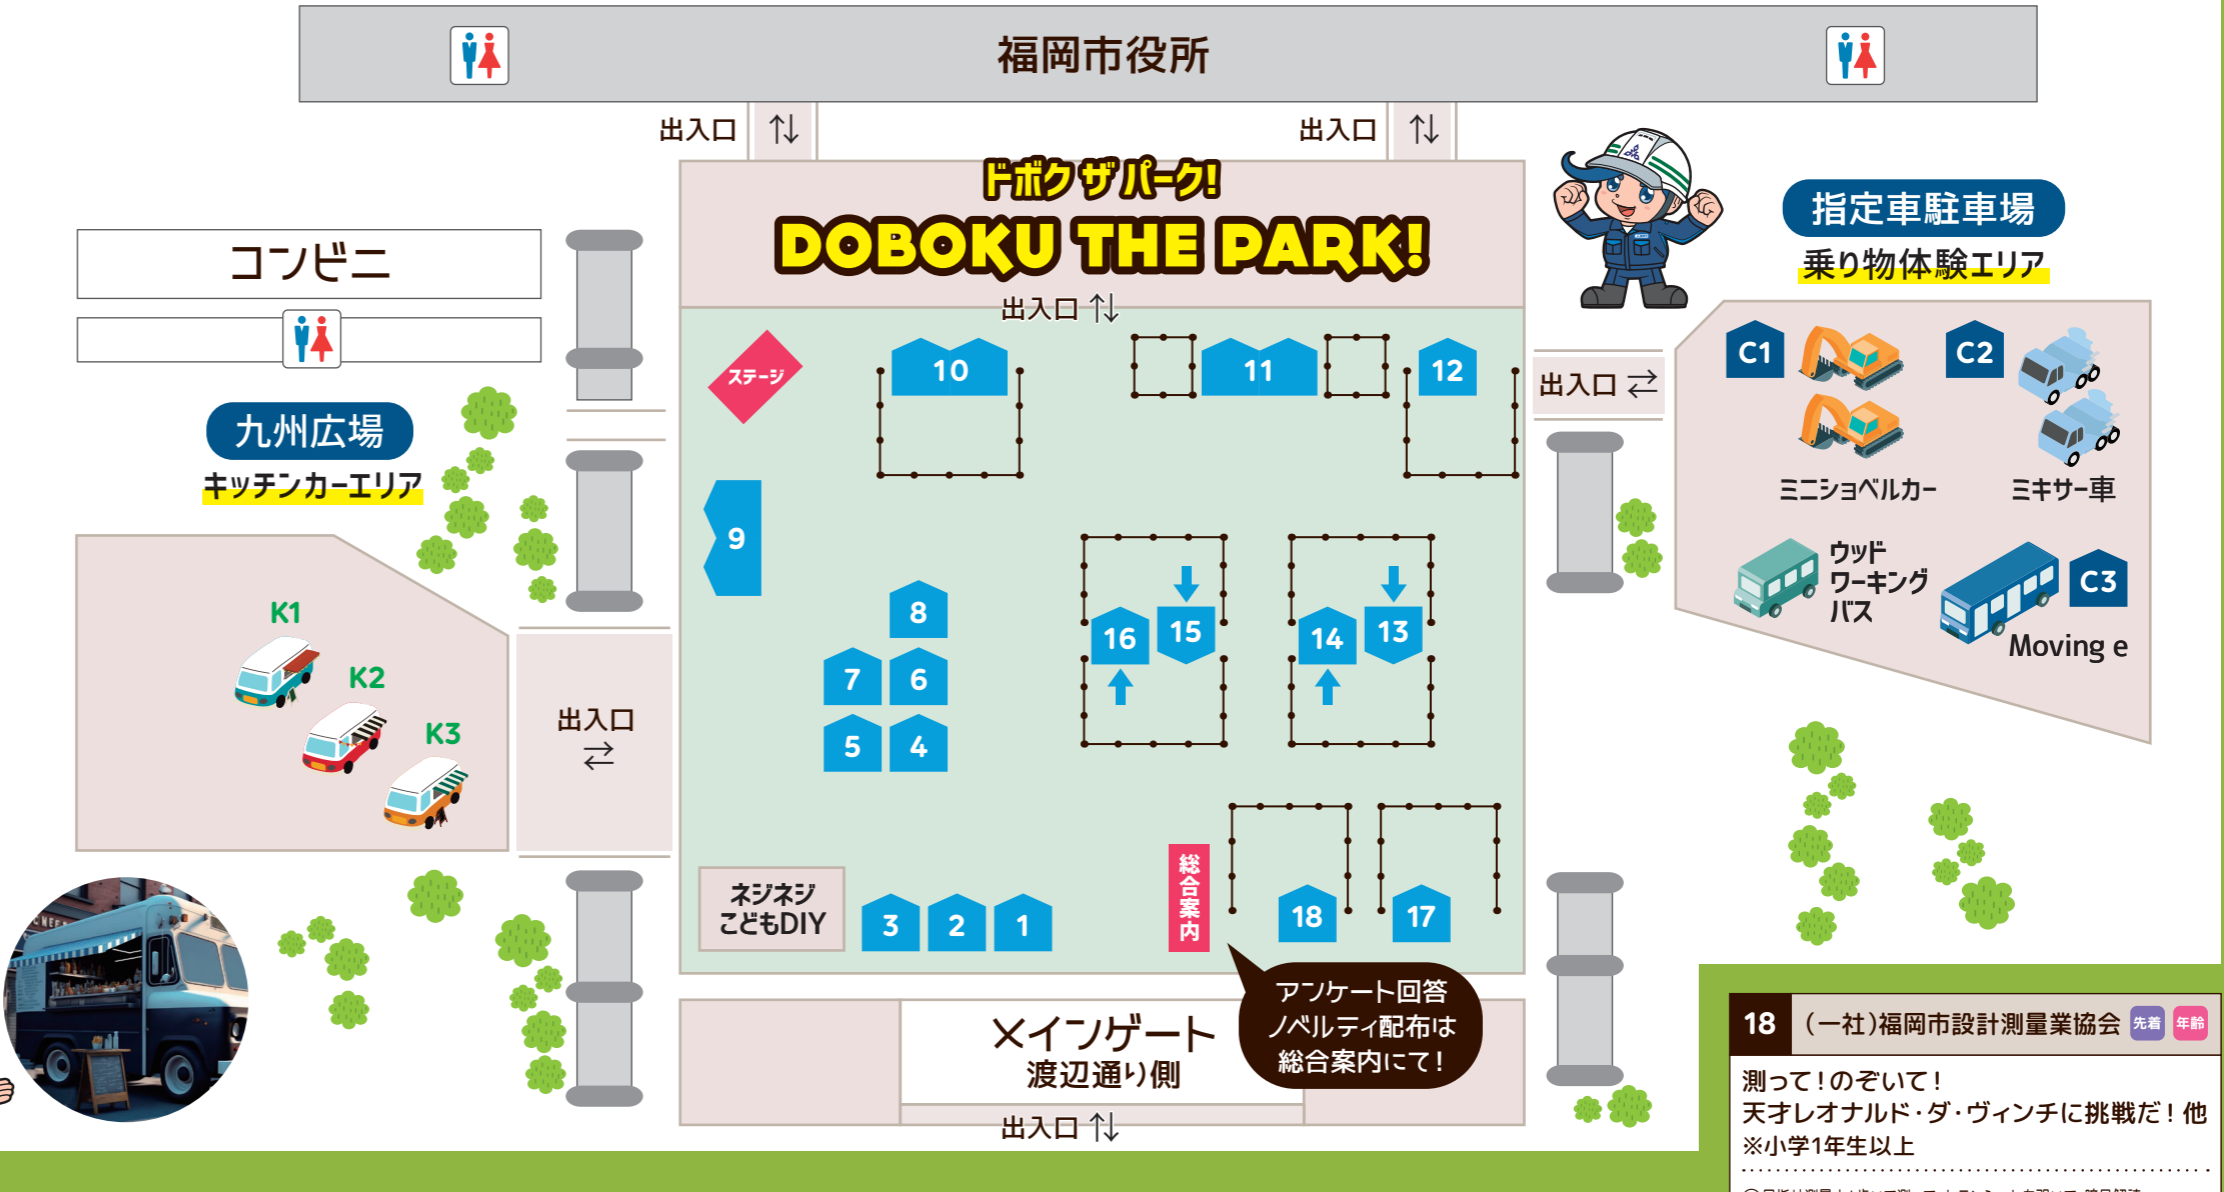 福岡市役所
出入口 ↑↓
出入口 ↑↓
ドボク ザ パーク!
DOBOKU THE PARK!
出入口 ↑↓
コンビニ
九州広場
キッチンカーエリア
指定車駐車場
乗り物体験エリア
ステージ
10
11
12
出入口 ⇄
C1
C2
ミニショベルカー
ミキサー車
ウッド
ワーキング
バス
C3
Moving e
9
8
16
15
14
13
7
6
5
4
K1
K2
K3
出入口
⇄
ネジネジ
こどもDIY
3
2
1
総合案内
18
17
アンケート回答
ノベルティ配布は
総合案内にて!
メインゲート
渡辺通り側
出入口 ↑↓
18 (一社)福岡市設計測量業協会 先着 年齢
測って!のぞいて!
天才レオナルド・ダ・ヴィンチに挑戦だ!他
※小学1年生以上